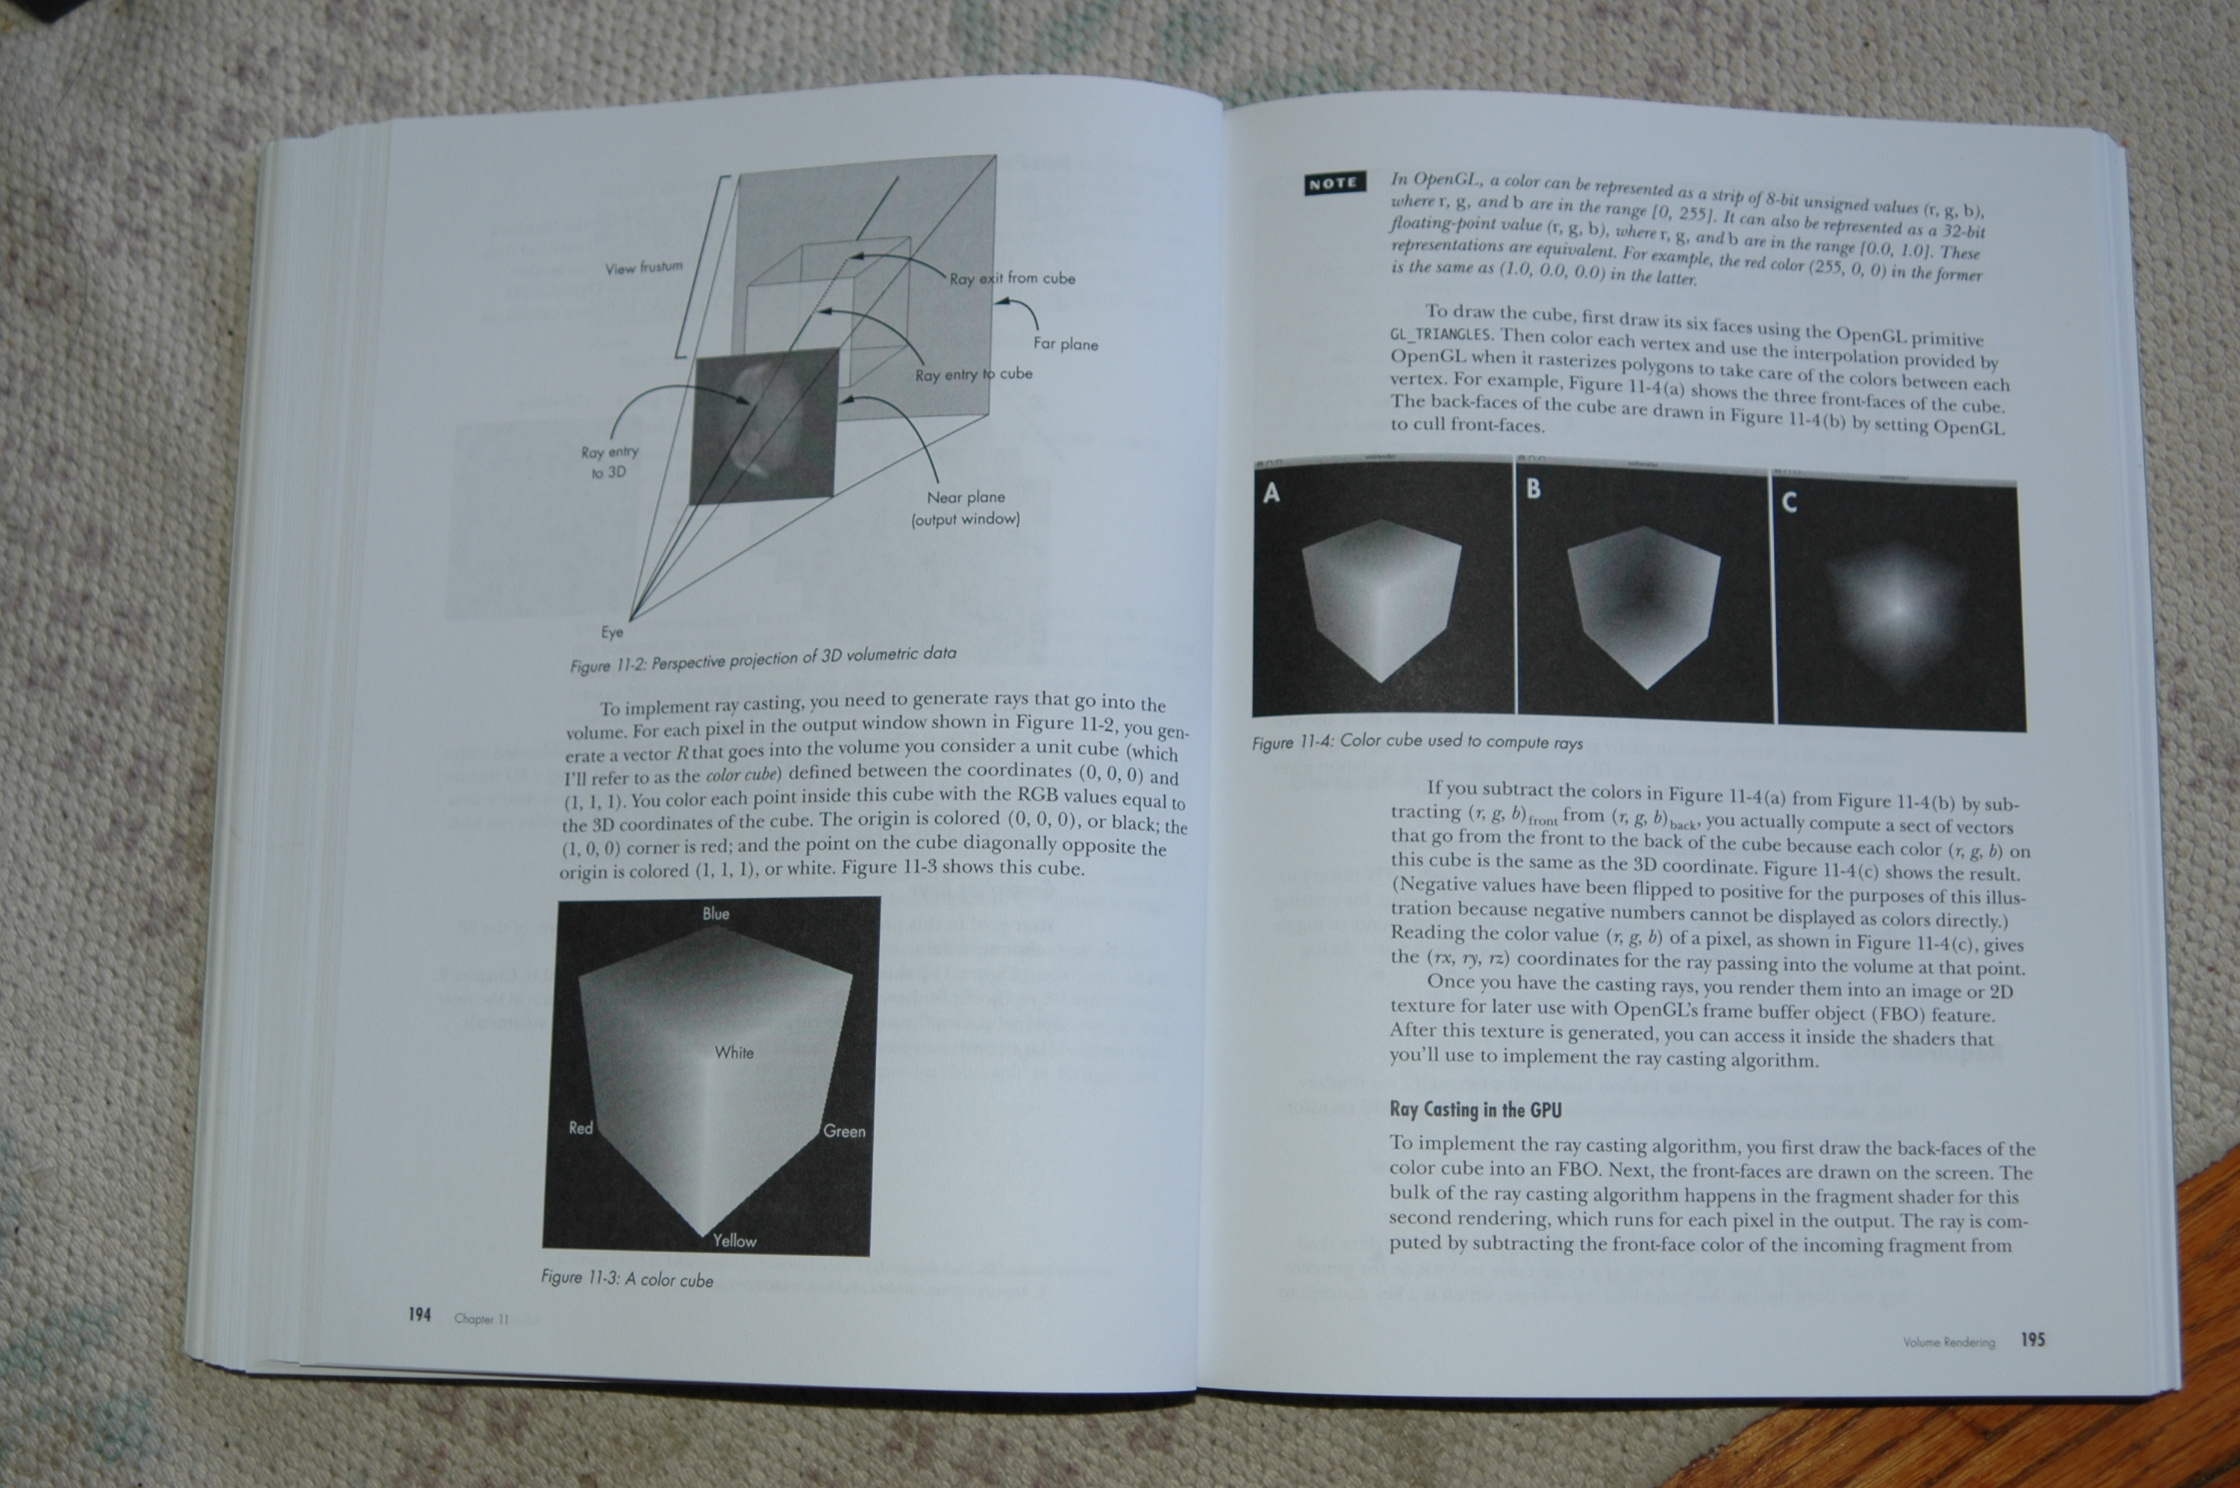 View frustum
Ray exit from cube
Far plane
Ray entry to cube
Near plane
(output window)
Ray entry
to 3D
Eye
Figure 11-2: Perspective projection of 3D volumetric data
To implement ray casting, you need to generate rays that go into the
volume. For each pixel in the output window shown in Figure 11-2, you gen-
erate a vector R that goes into the volume you consider a unit cube (which
I'll refer to as the color cube) defined between the coordinates (0, 0, 0) and
(1, 1, 1). You color each point inside this cube with the RGB values equal to
the 3D coordinates of the cube. The origin is colored (0, 0, 0), or black; the
(1, 0, 0) corner is red; and the point on the cube diagonally opposite the
origin is colored (1, 1, 1), or white. Figure 11-3 shows this cube.
Blue
White
Red
Green
Yellow
Figure 11-3: A color cube
194 Chapter 11
NOTE
In OpenGL, a color can be represented as a strip of 8-bit unsigned values (r, g, b),
where r, g, and b are in the range [0, 255]. It can also be represented as a 32-bit
floating-point value (r, g, b), where r, g, and b are in the range [0.0, 1.0]. These
representations are equivalent. For example, the red color (255, 0, 0) in the former
is the same as (1.0, 0.0, 0.0) in the latter.
To draw the cube, first draw its six faces using the OpenGL primitive
GL_TRIANGLES. Then color each vertex and use the interpolation provided by
OpenGL when it rasterizes polygons to take care of the colors between each
vertex. For example, Figure 11-4(a) shows the three front-faces of the cube.
The back-faces of the cube are drawn in Figure 11-4(b) by setting OpenGL
to cull front-faces.
A
B
C
Figure 11-4: Color cube used to compute rays
If you subtract the colors in Figure 11-4(a) from Figure 11-4(b) by sub-
tracting (r, g, b)front from (r, g, b)back, you actually compute a sect of vectors
that go from the front to the back of the cube because each color (r, g, b) on
this cube is the same as the 3D coordinate. Figure 11-4(c) shows the result.
(Negative values have been flipped to positive for the purposes of this illus-
tration because negative numbers cannot be displayed as colors directly.)
Reading the color value (r, g, b) of a pixel, as shown in Figure 11-4(c), gives
the (rx, ry, rz) coordinates for the ray passing into the volume at that point.
Once you have the casting rays, you render them into an image or 2D
texture for later use with OpenGL's frame buffer object (FBO) feature.
After this texture is generated, you can access it inside the shaders that
you'll use to implement the ray casting algorithm.
Ray Casting in the GPU
To implement the ray casting algorithm, you first draw the back-faces of the
color cube into an FBO. Next, the front-faces are drawn on the screen. The
bulk of the ray casting algorithm happens in the fragment shader for this
second rendering, which runs for each pixel in the output. The ray is com-
puted by subtracting the front-face color of the incoming fragment from
Volume Rendering 195